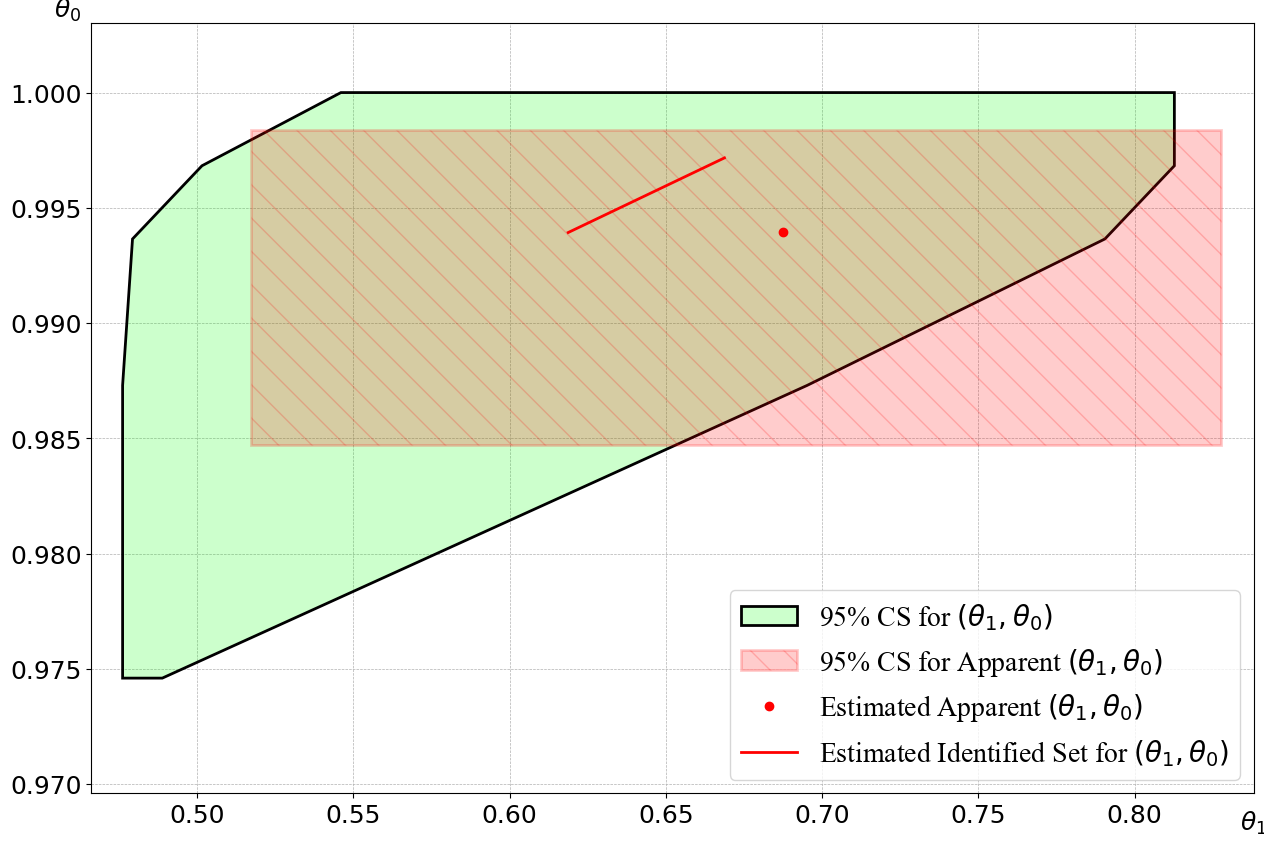 θ₀
1.000
0.995
0.990
0.985
0.980
0.975
0.970
95% CS for (θ₁, θ₀)
95% CS for Apparent (θ₁, θ₀)
Estimated Apparent (θ₁, θ₀)
Estimated Identified Set for (θ₁, θ₀)
0.50 0.55 0.60 0.65 0.70 0.75 0.80
θ₁